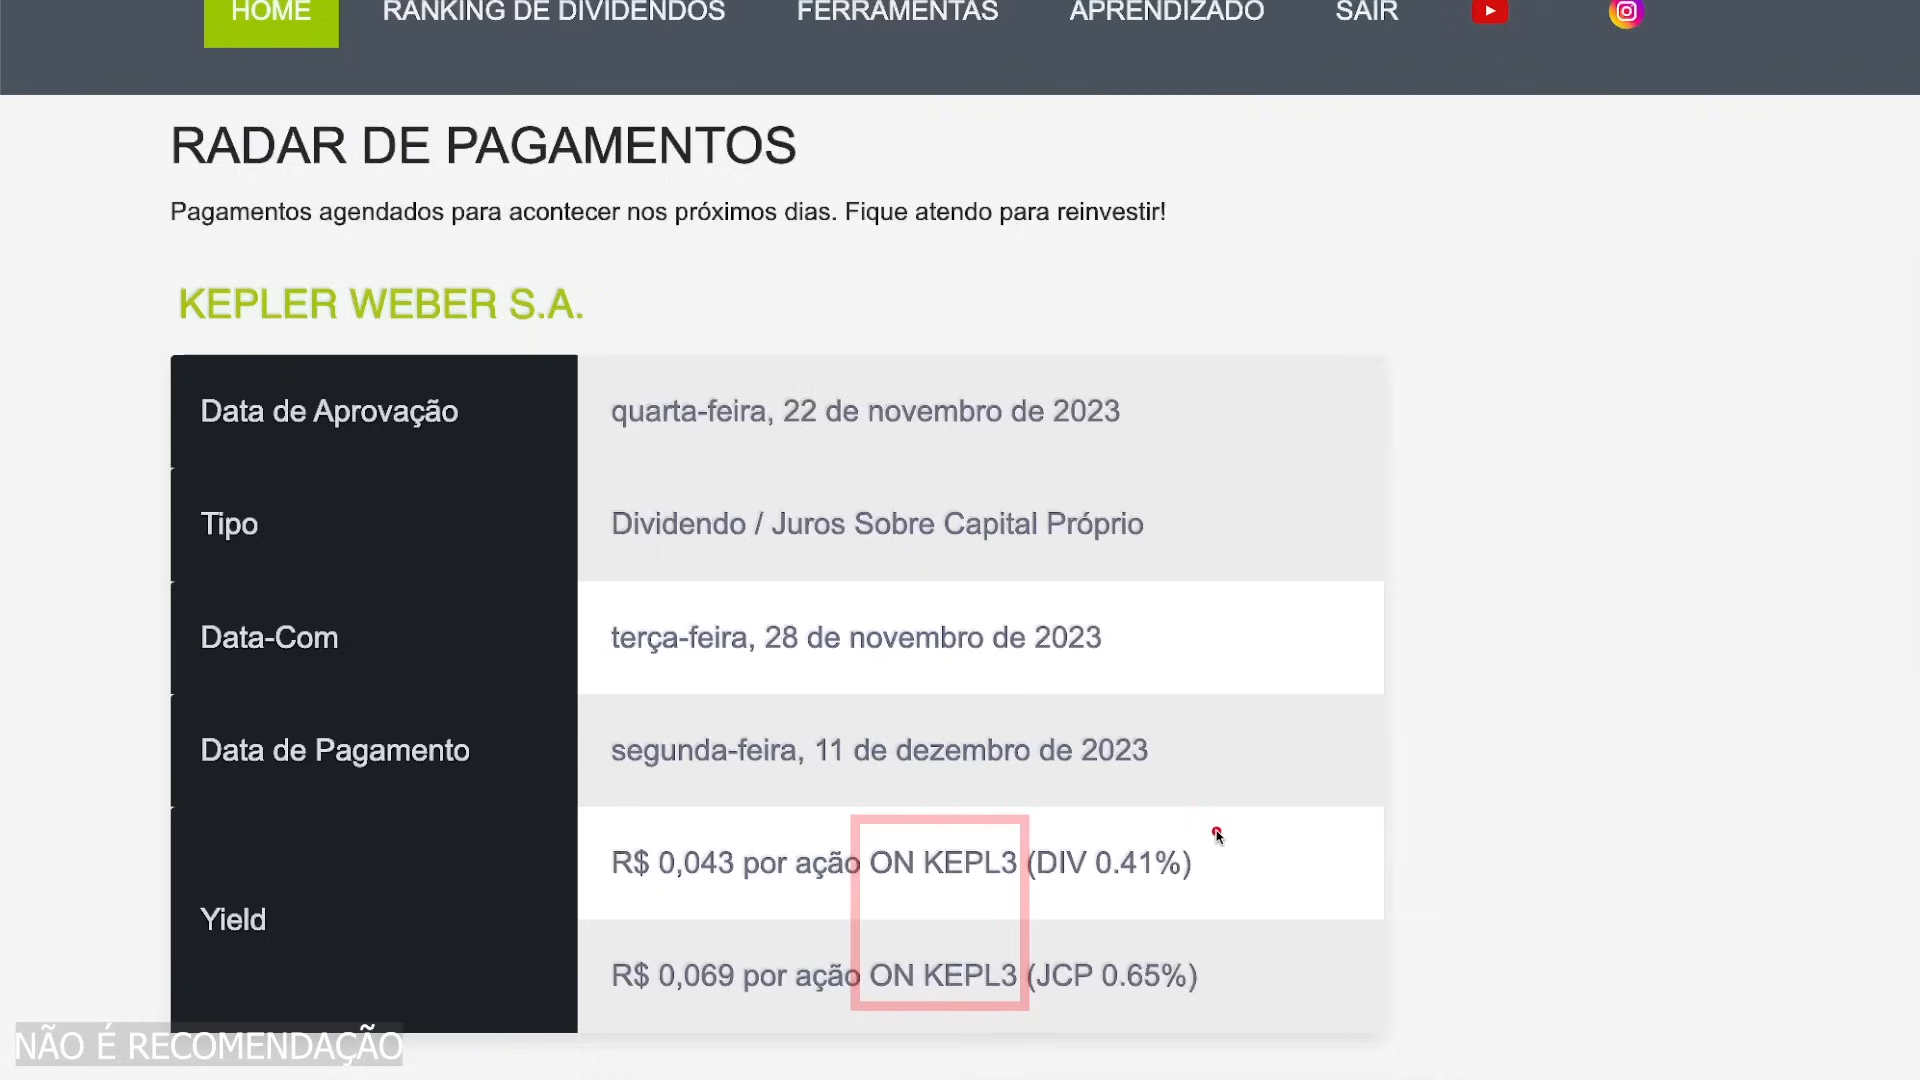 HOME RANKING DE DIVIDENDOS FERRAMENTAS APRENDIZADO SAIR
RADAR DE PAGAMENTOS
Pagamentos agendados para acontecer nos próximos dias. Fique atendo para reinvestir!
KEPLER WEBER S.A.
Data de Aprovação quarta-feira, 22 de novembro de 2023
Tipo Dividendo / Juros Sobre Capital Próprio
Data-Com terça-feira, 28 de novembro de 2023
Data de Pagamento segunda-feira, 11 de dezembro de 2023
R$ 0,043 por ação ON KEPL3 (DIV 0.41%)
Yield
R$ 0,069 por ação ON KEPL3 (JCP 0.65%)
NÃO É RECOMENDAÇÃO